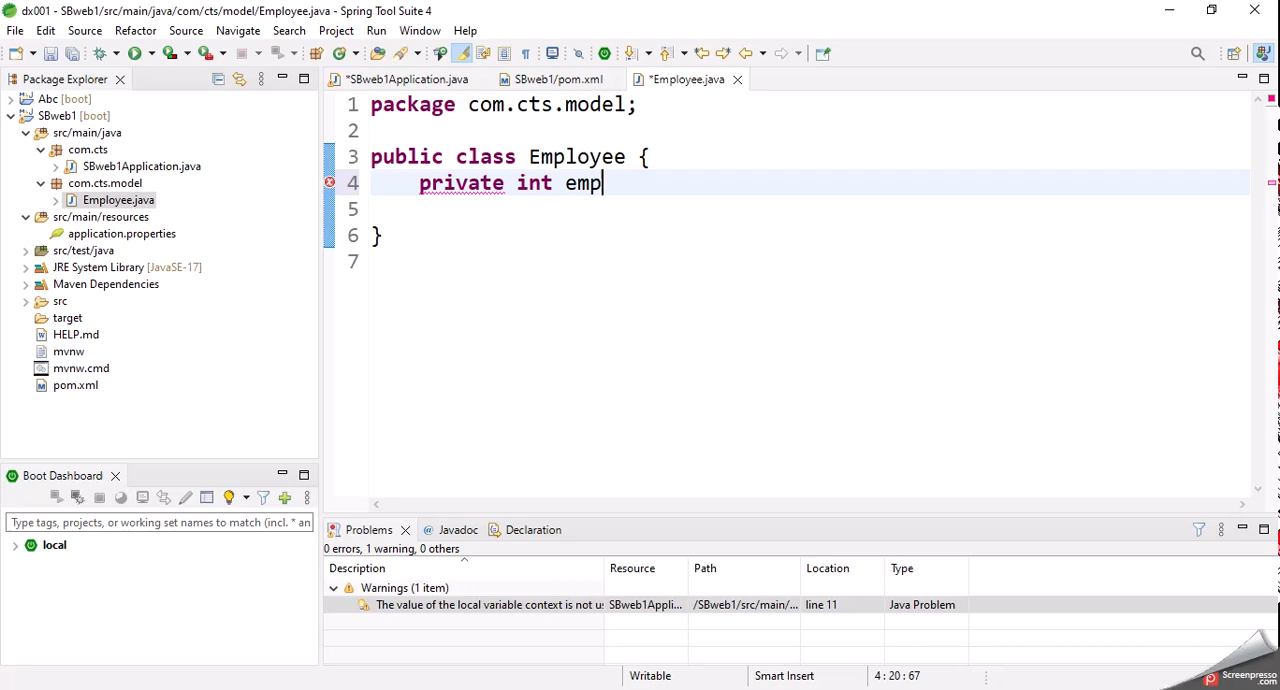 dx001 - SBweb1/src/main/java/com/cts/model/Employee.java - Spring Tool Suite 4
File Edit Source Refactor Source Navigate Search Project Run Window Help
Package Explorer
*SBweb1Application.java SBweb1/pom.xml *Employee.java
Abc [boot]
SBweb1 [boot]
src/main/java
com.cts
SBweb1Application.java
com.cts.model
Employee.java
src/main/resources
application.properties
src/test/java
JRE System Library [JavaSE-17]
Maven Dependencies
src
target
HELP.md
mvnw
mvnw.cmd
pom.xml
1 package com.cts.model;
2
3 public class Employee {
4 private int emp
5
6 }
7
Boot Dashboard
Type tags, projects, or working set names to match (incl. * an
local
Problems @ Javadoc Declaration
0 errors, 1 warning, 0 others
Description Resource Path Location Type
Warnings (1 item)
The value of the local variable context is not us SBweb1Appli... /SBweb1/src/main/... line 11 Java Problem
Writable Smart Insert 4 : 20 : 67
Screenpresso
.com